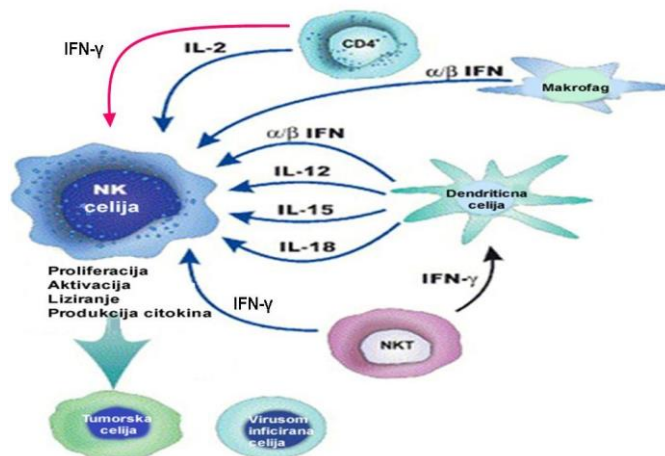 IFN-γ
IL-2
CD4+
α/β IFN
Makrofag
α/β IFN
IL-12
IL-15
IL-18
NK
celija
Dendriticna
celija
Proliferacija
Aktivacija
Liziranje
Produkcija citokina
IFN-γ
IFN-γ
NKT
Tumorska
celija
Virusom
inficirana
celija